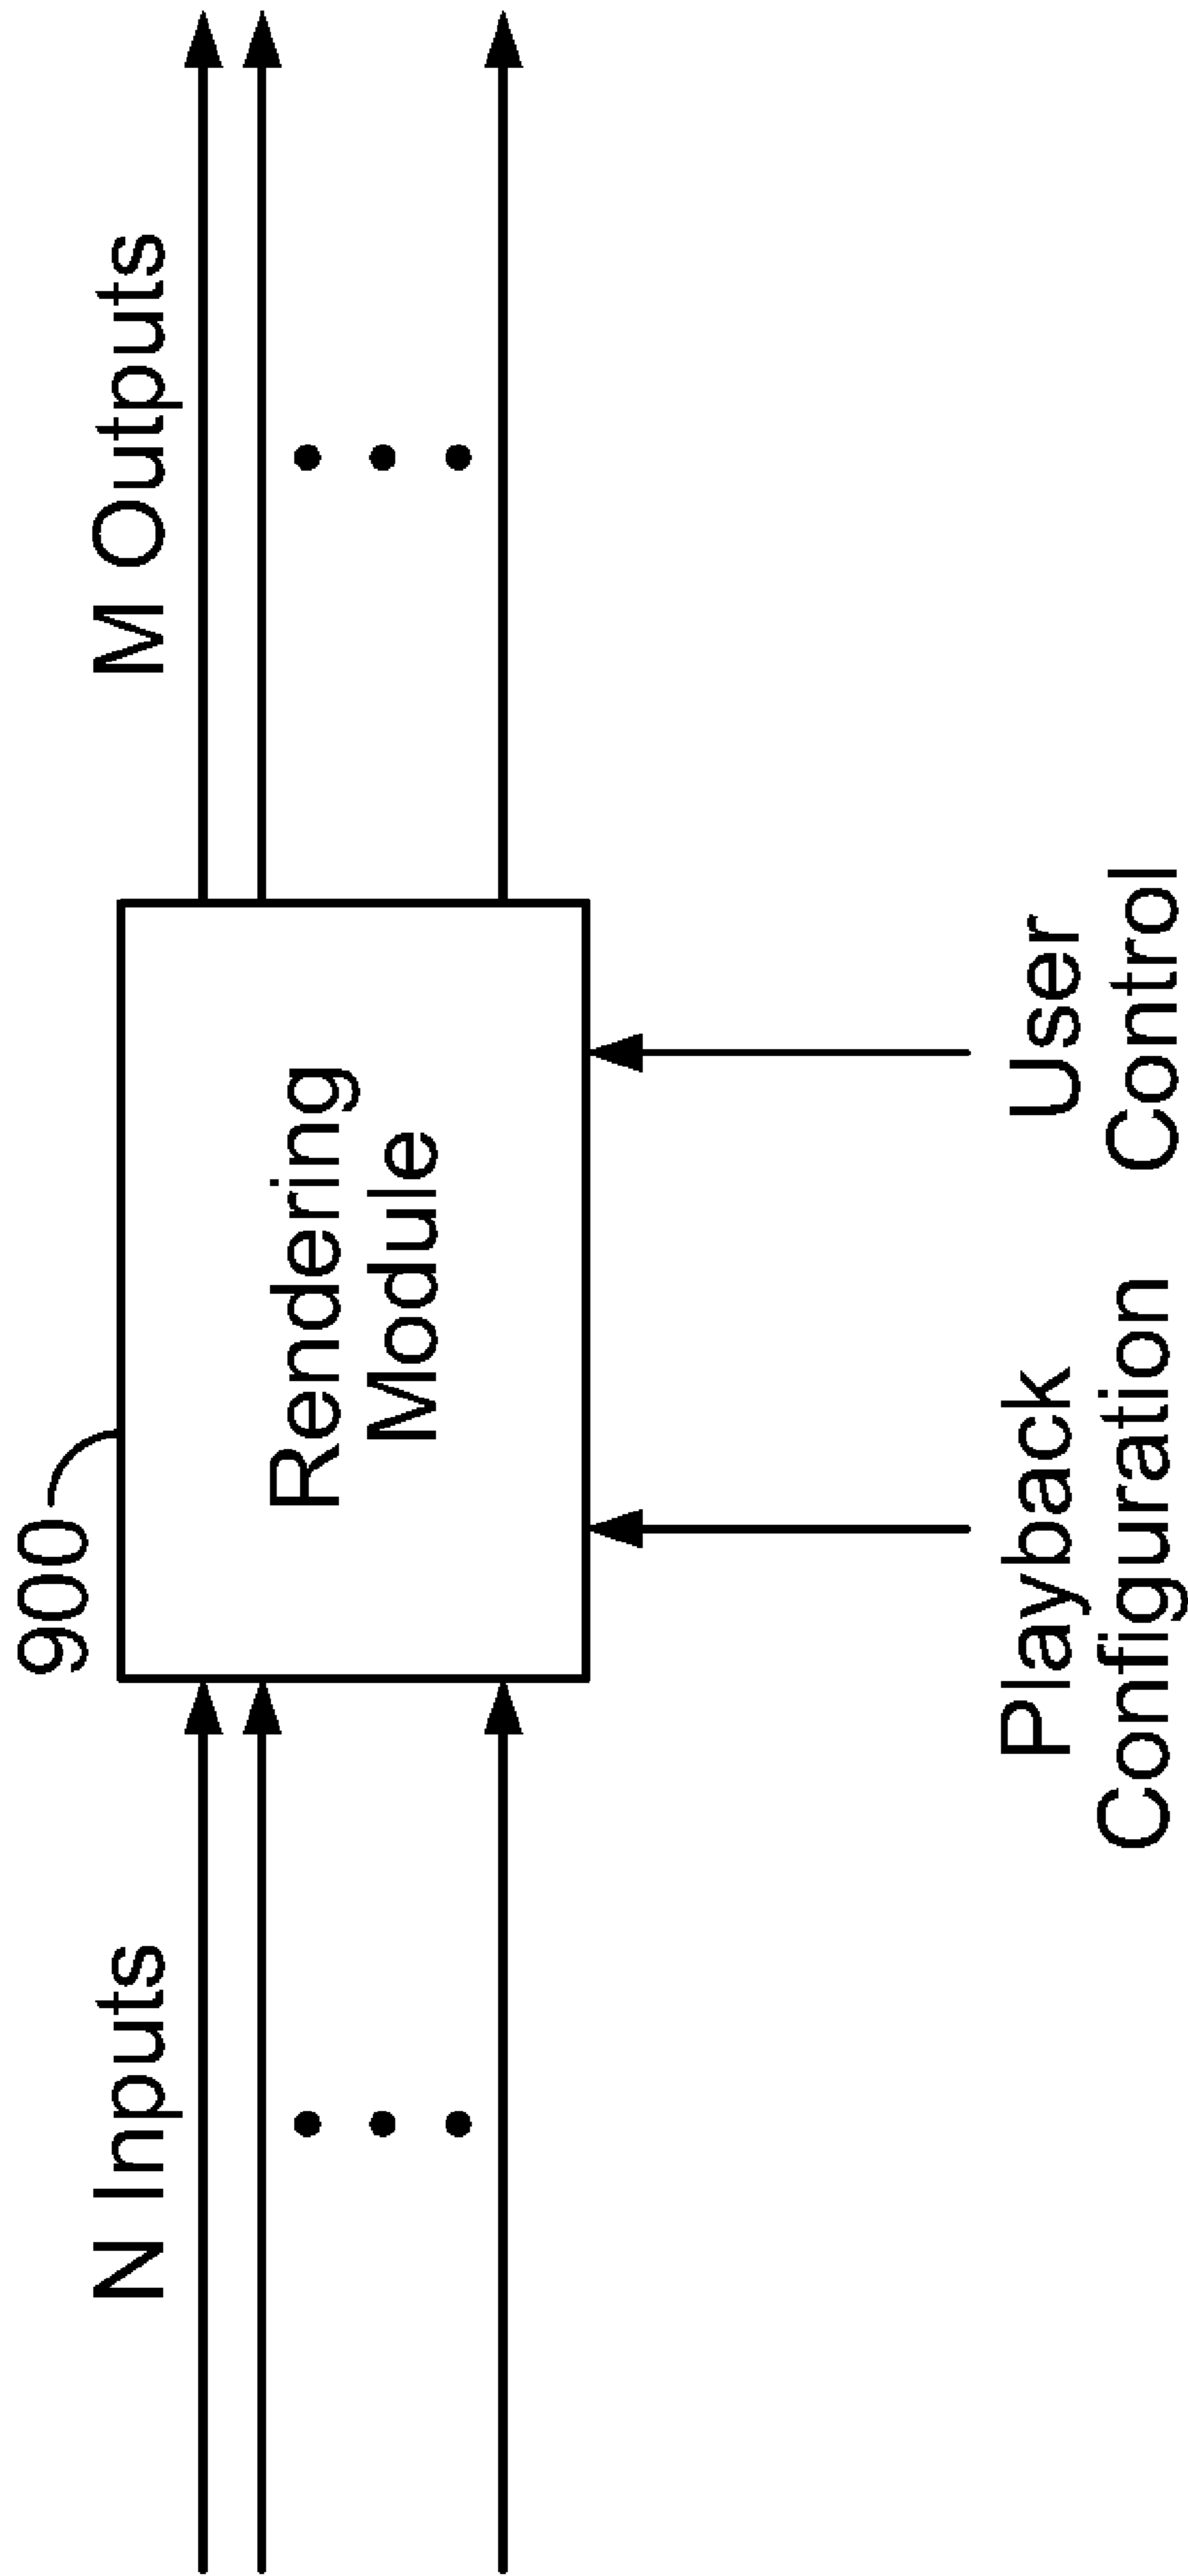 N Inputs
900
Rendering
Module
M Outputs
Playback
Configuration
User
Control